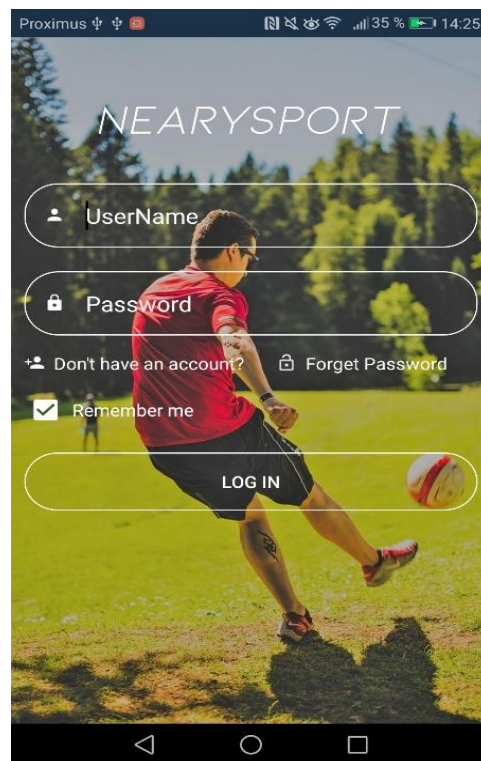 Proximus 35 % 14:25
NEARYSPORT
UserName
Password
Don't have an account? Forget Password
Remember me
LOG IN